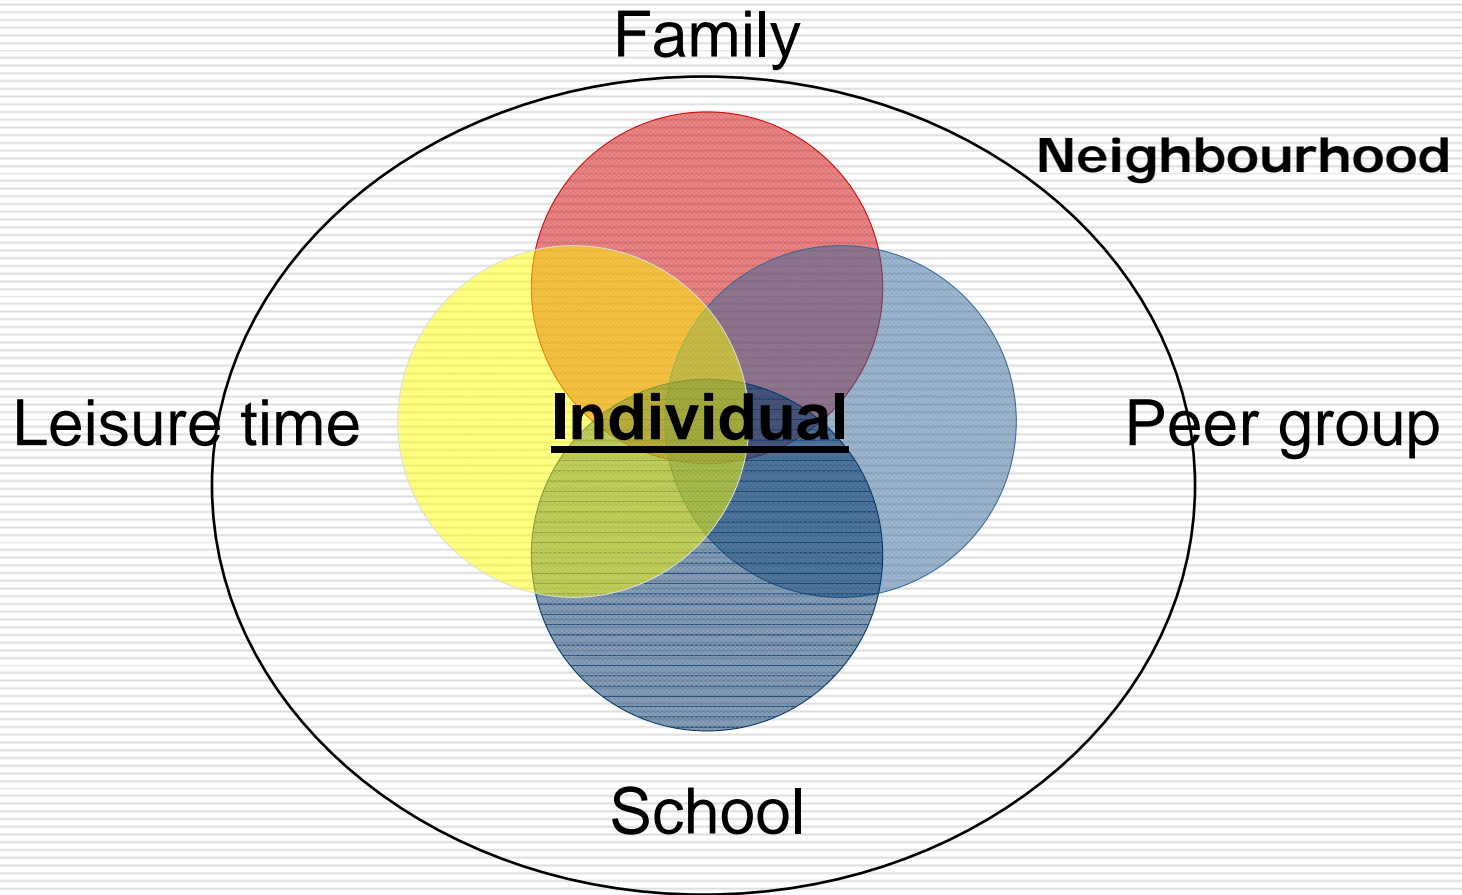 Family
Neighbourhood
Leisure time
Individual
Peer group
School